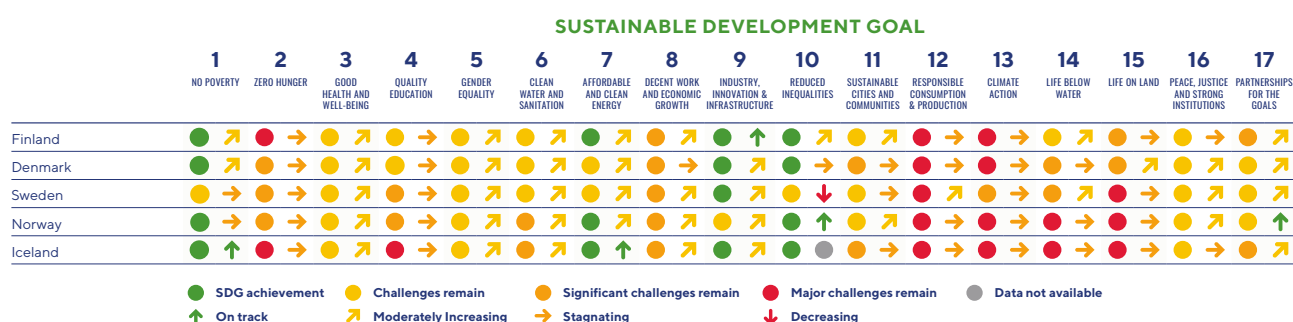 SUSTAINABLE DEVELOPMENT GOAL
1 2 3 4 5 6 7 8 9 10 11 12 13 14 15 16 17
NO POVERTY
ZERO HUNGER
GOOD
HEALTH AND
WELL-BEING
QUALITY
EDUCATION
GENDER
EQUALITY
CLEAN
WATER AND
SANITATION
AFFORDABLE
AND CLEAN
ENERGY
DECENT WORK
AND ECONOMIC
GROWTH
INDUSTRY,
INNOVATION &
INFRASTRUCTURE
REDUCED
INEQUALITIES
SUSTAINABLE
CITIES AND
COMMUNITIES
RESPONSIBLE
CONSUMPTION
& PRODUCTION
CLIMATE
ACTION
LIFE BELOW
WATER
LIFE ON LAND
PEACE, JUSTICE
AND STRONG
INSTITUTIONS
PARTNERSHIPS
FOR THE
GOALS
Finland
Denmark
Sweden
Norway
Iceland
SDG achievement Challenges remain Significant challenges remain Major challenges remain Data not available
On track Moderately Increasing Stagnating Decreasing